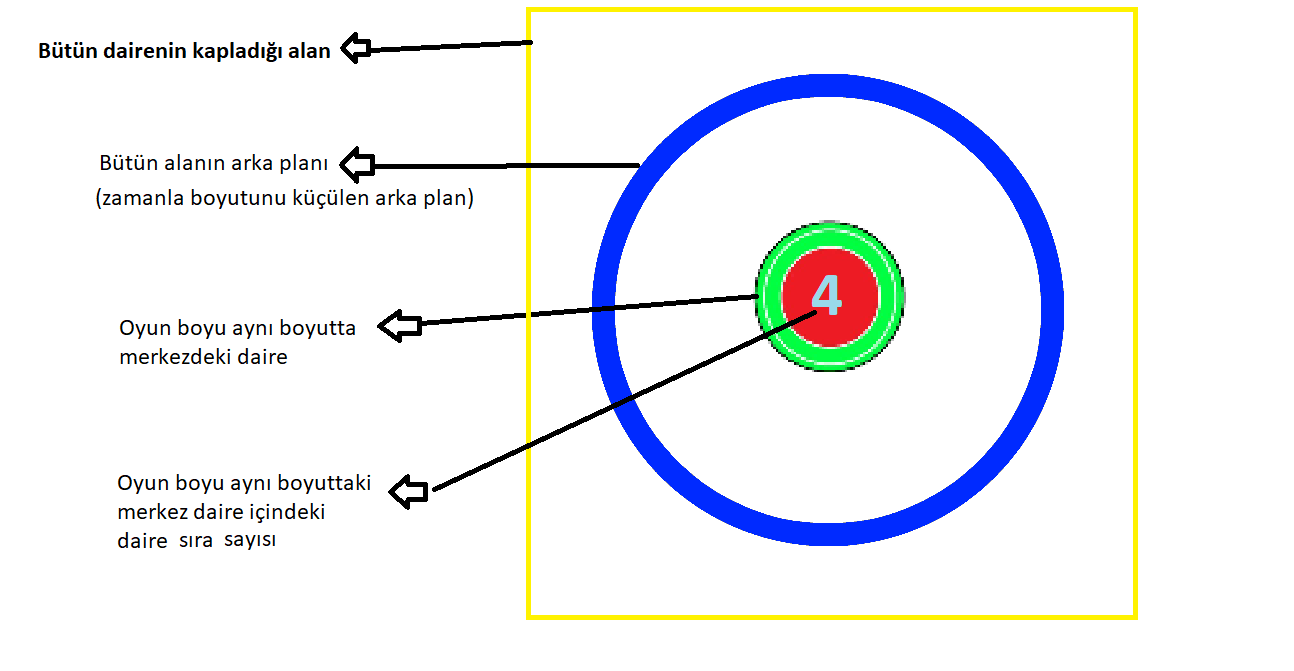 Bütün dairenin kapladığı alan
Bütün alanın arka planı
(zamanla boyutunu küçülen arka plan)
4
Oyun boyu aynı boyutta
merkezdeki daire
Oyun boyu aynı boyuttaki
merkez daire içindeki
daire sıra sayısı